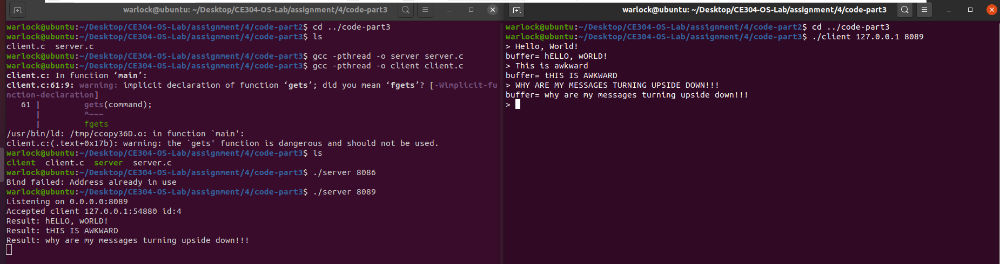 warlock@ubuntu: ~/Desktop/CE304-OS-Lab/assignment/4/code-part3
warlock@ubuntu:~/Desktop/CE304-OS-Lab/assignment/4/code-part2$ cd ../code-part3
warlock@ubuntu:~/Desktop/CE304-OS-Lab/assignment/4/code-part3$ ls
client.c  server.c
warlock@ubuntu:~/Desktop/CE304-OS-Lab/assignment/4/code-part3$ gcc -pthread -o server server.c
warlock@ubuntu:~/Desktop/CE304-OS-Lab/assignment/4/code-part3$ gcc -pthread -o client client.c
client.c: In function ‘main’:
client.c:61:9: warning: implicit declaration of function ‘gets’; did you mean ‘fgets’? [-Wimplicit-fu
nction-declaration]
   61 |         gets(command);
      |         ^~~~
      |         fgets
/usr/bin/ld: /tmp/ccopy36D.o: in function `main':
client.c:(.text+0x17b): warning: the `gets' function is dangerous and should not be used.
warlock@ubuntu:~/Desktop/CE304-OS-Lab/assignment/4/code-part3$ ls
client  client.c  server  server.c
warlock@ubuntu:~/Desktop/CE304-OS-Lab/assignment/4/code-part3$ ./server 8086
Bind failed: Address already in use
warlock@ubuntu:~/Desktop/CE304-OS-Lab/assignment/4/code-part3$ ./server 8089
Listening on 0.0.0.0:8089
Accepted client 127.0.0.1:54880 id:4
Result: hELLO, wORLD!
Result: tHIS IS AWKWARD
Result: why are my messages turning upside down!!!
warlock@ubuntu: ~/Desktop/CE304-OS-Lab/assignment/4/code-part3
warlock@ubuntu:~/Desktop/CE304-OS-Lab/assignment/4/code-part2$ cd ../code-part3
warlock@ubuntu:~/Desktop/CE304-OS-Lab/assignment/4/code-part3$ ./client 127.0.0.1 8089
> Hello, World!
buffer= hELLO, wORLD!
> This is awkward
buffer= tHIS IS AWKWARD
> WHY ARE MY MESSAGES TURNING UPSIDE DOWN!!!
buffer= why are my messages turning upside down!!!
>